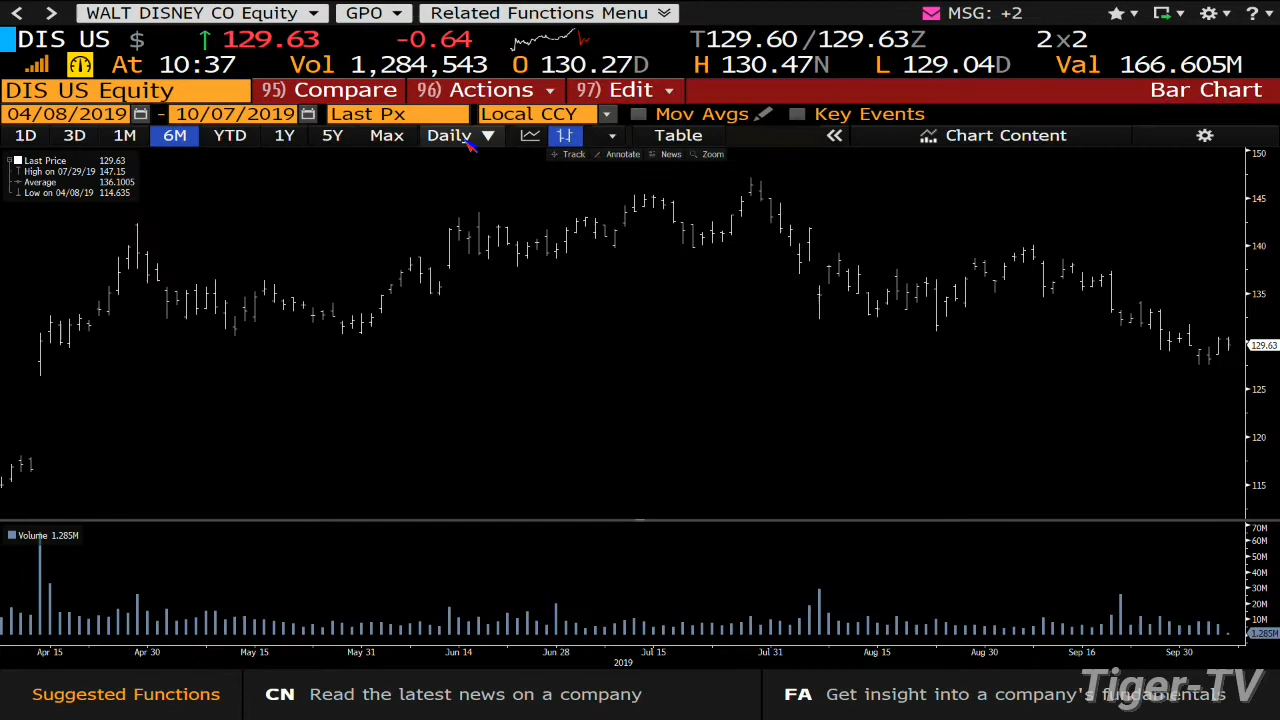 WALT DISNEY CO Equity GPO Related Functions Menu MSG: +2 ?
DIS US $ ↑ 129.63 -0.64 T129.60/129.63Z 2x2
At 10:37 Vol 1,284,543 O 130.27D H 130.47N L 129.04D Val 166.605M
DIS US Equity 95) Compare 96) Actions 97) Edit Bar Chart
04/08/2019 - 10/07/2019 Last Px Local CCY Mov Avgs Key Events
1D 3D 1M 6M YTD 1Y 5Y Max Daily ▼ Table « Chart Content
Track Annotate News Zoom
Last Price 129.63
High on 07/29/19 147.15
Average 136.1005
Low on 04/08/19 114.635
150
145
140
135
129.63
125
120
115
Volume 1.285M
70M
60M
50M
40M
30M
20M
10M
1.285M
Apr 15 Apr 30 May 15 May 31 Jun 14 Jun 28 Jul 15 Jul 31 Aug 15 Aug 30 Sep 16 Sep 30
2019
Suggested Functions CN Read the latest news on a company FA Get insight into a company's fundamentals
Tiger-TV